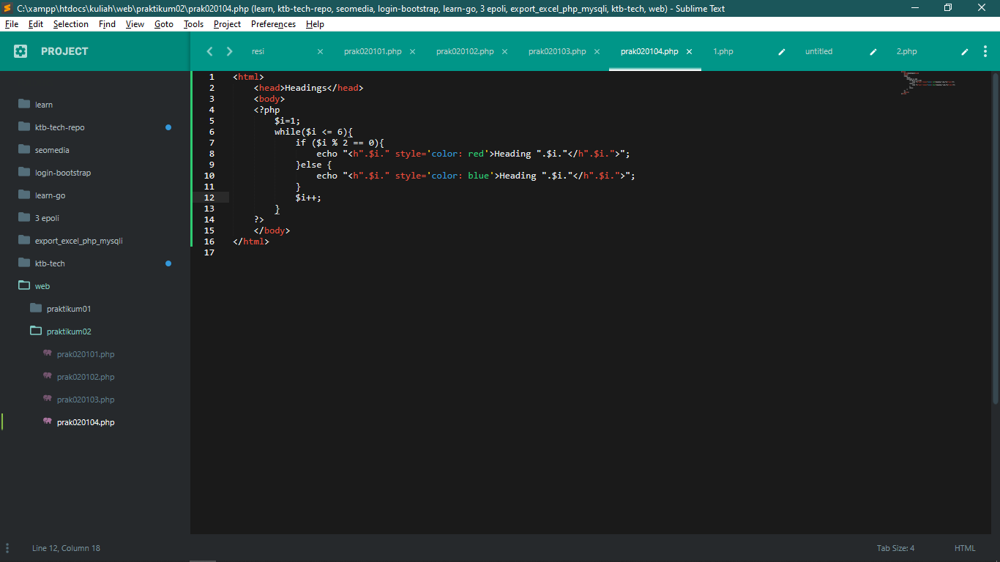 C:\xampp\htdocs\kuliah\web\praktikum02\prak020104.php (learn, ktb-tech-repo, seomedia, login-bootstrap, learn-go, 3 epoli, export_excel_php_mysqli, ktb-tech, web) - Sublime Text
File Edit Selection Find View Goto Tools Project Preferences Help
PROJECT
resi prak020101.php prak020102.php prak020103.php prak020104.php 1.php untitled 2.php
learn
ktb-tech-repo
seomedia
login-bootstrap
learn-go
3 epoli
export_excel_php_mysqli
ktb-tech
web
praktikum01
praktikum02
prak020101.php
prak020102.php
prak020103.php
prak020104.php
1 <html>
2 <head>Headings</head>
3 <body>
4 <?php
5 $i=1;
6 while($i <= 6){
7 if ($i % 2 == 0){
8 echo "<h".$i." style='color: red'>Heading ".$i."</h".$i.">";
9 }else {
10 echo "<h".$i." style='color: blue'>Heading ".$i."</h".$i.">";
11 }
12 $i++;
13 }
14 ?>
15 </body>
16 </html>
17
Line 12, Column 18
Tab Size: 4 HTML